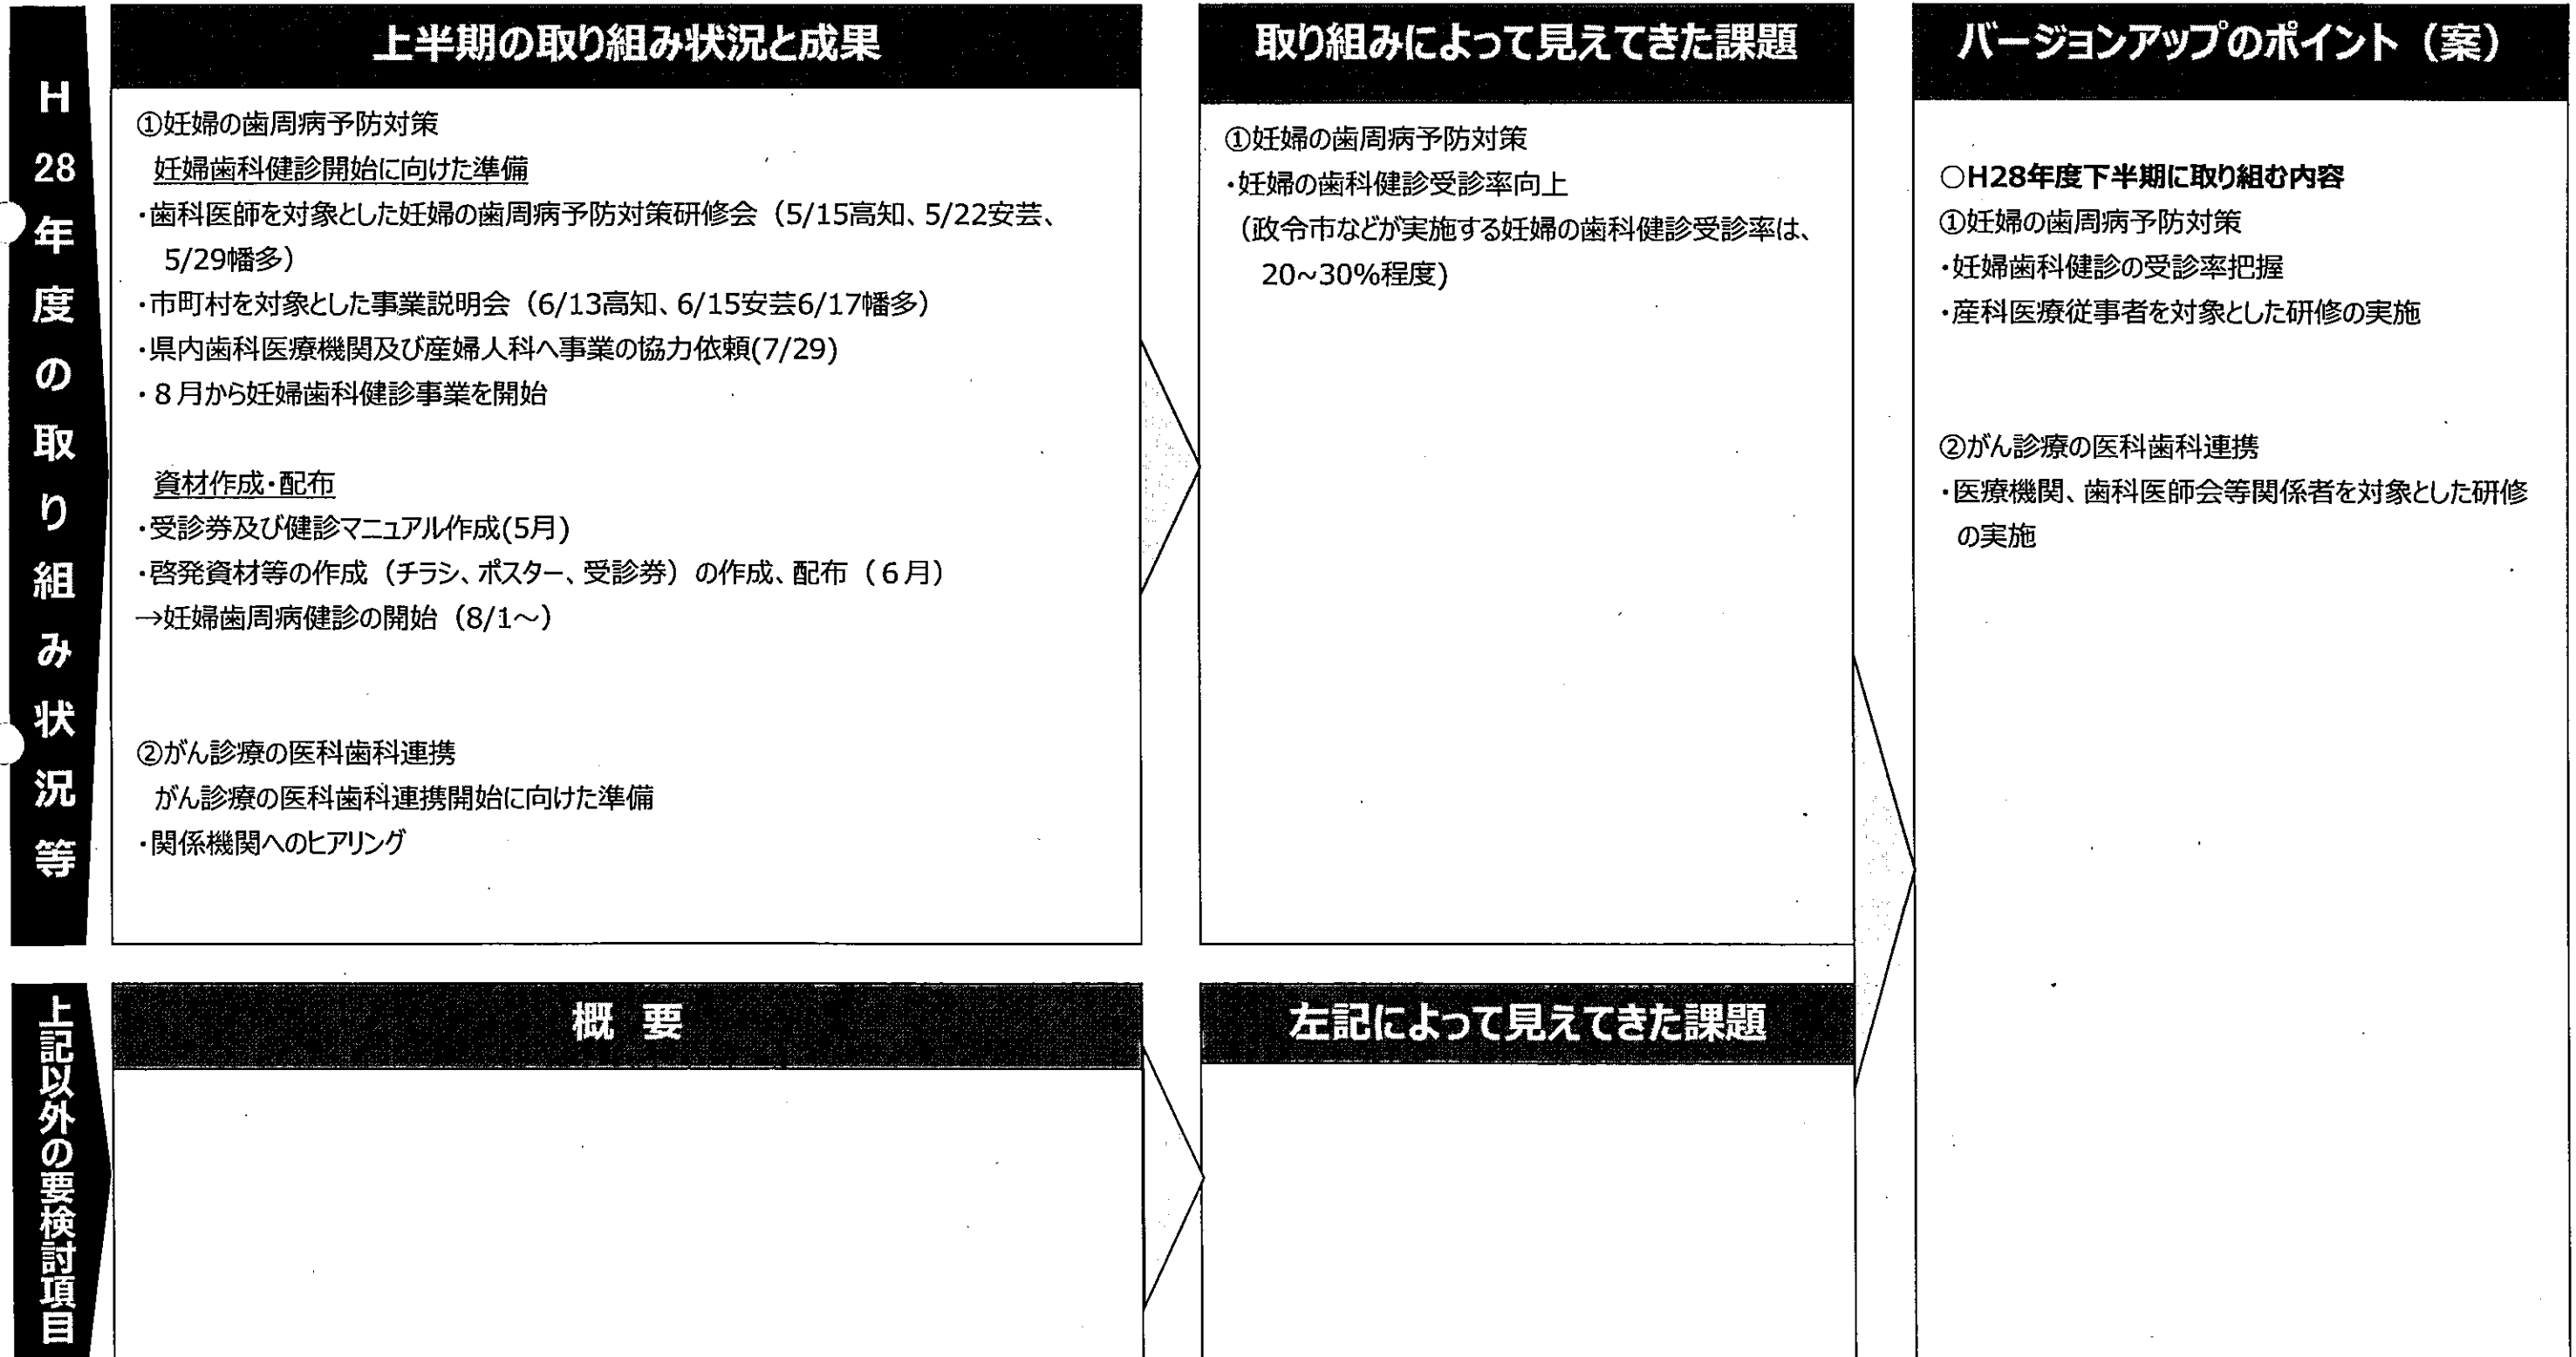 H28年度の取り組み状況等
上半期の取り組み状況と成果
①妊婦の歯周病予防対策
妊婦歯科健診開始に向けた準備
・歯科医師を対象とした妊婦の歯周病予防対策研修会（5/15高知、5/22安芸、
5/29幡多）
・市町村を対象とした事業説明会（6/13高知、6/15安芸6/17幡多）
・県内歯科医療機関及び産婦人科へ事業の協力依頼(7/29)
・８月から妊婦歯科健診事業を開始
資材作成・配布
・受診券及び健診マニュアル作成(5月)
・啓発資材等の作成（チラシ、ポスター、受診券）の作成、配布（６月）
→妊婦歯周病健診の開始（8/1～）
②がん診療の医科歯科連携
がん診療の医科歯科連携開始に向けた準備
・関係機関へのヒアリング
取り組みによって見えてきた課題
①妊婦の歯周病予防対策
・妊婦の歯科健診受診率向上
（政令市などが実施する妊婦の歯科健診受診率は、
20~30%程度)
バージョンアップのポイント（案）
○H28年度下半期に取り組む内容
①妊婦の歯周病予防対策
・妊婦歯科健診の受診率把握
・産科医療従事者を対象とした研修の実施
②がん診療の医科歯科連携
・医療機関、歯科医師会等関係者を対象とした研修
の実施
上記以外の要検討項目
概 要
左記によって見えてきた課題